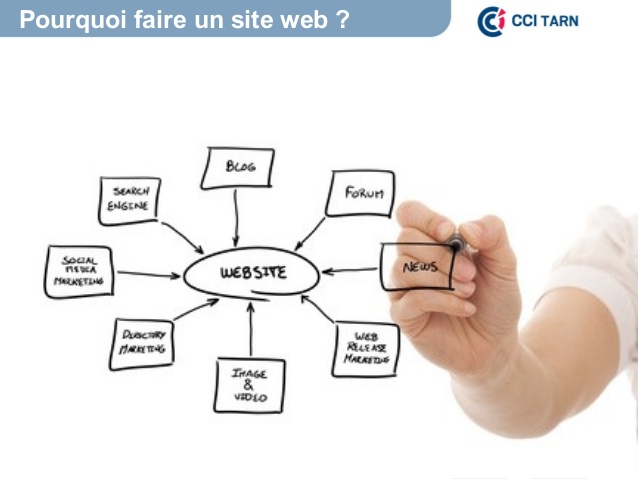 Pourquoi faire un site web ?
CCI TARN
BLOG
SEARCH
ENGINE
FORUM
SOCIAL
MEDIA
MARKETING
WEBSITE
NEWS
DIRECTORY
MARKETING
IMAGE
&
VIDEO
WEB
RELEASE
MARKETING